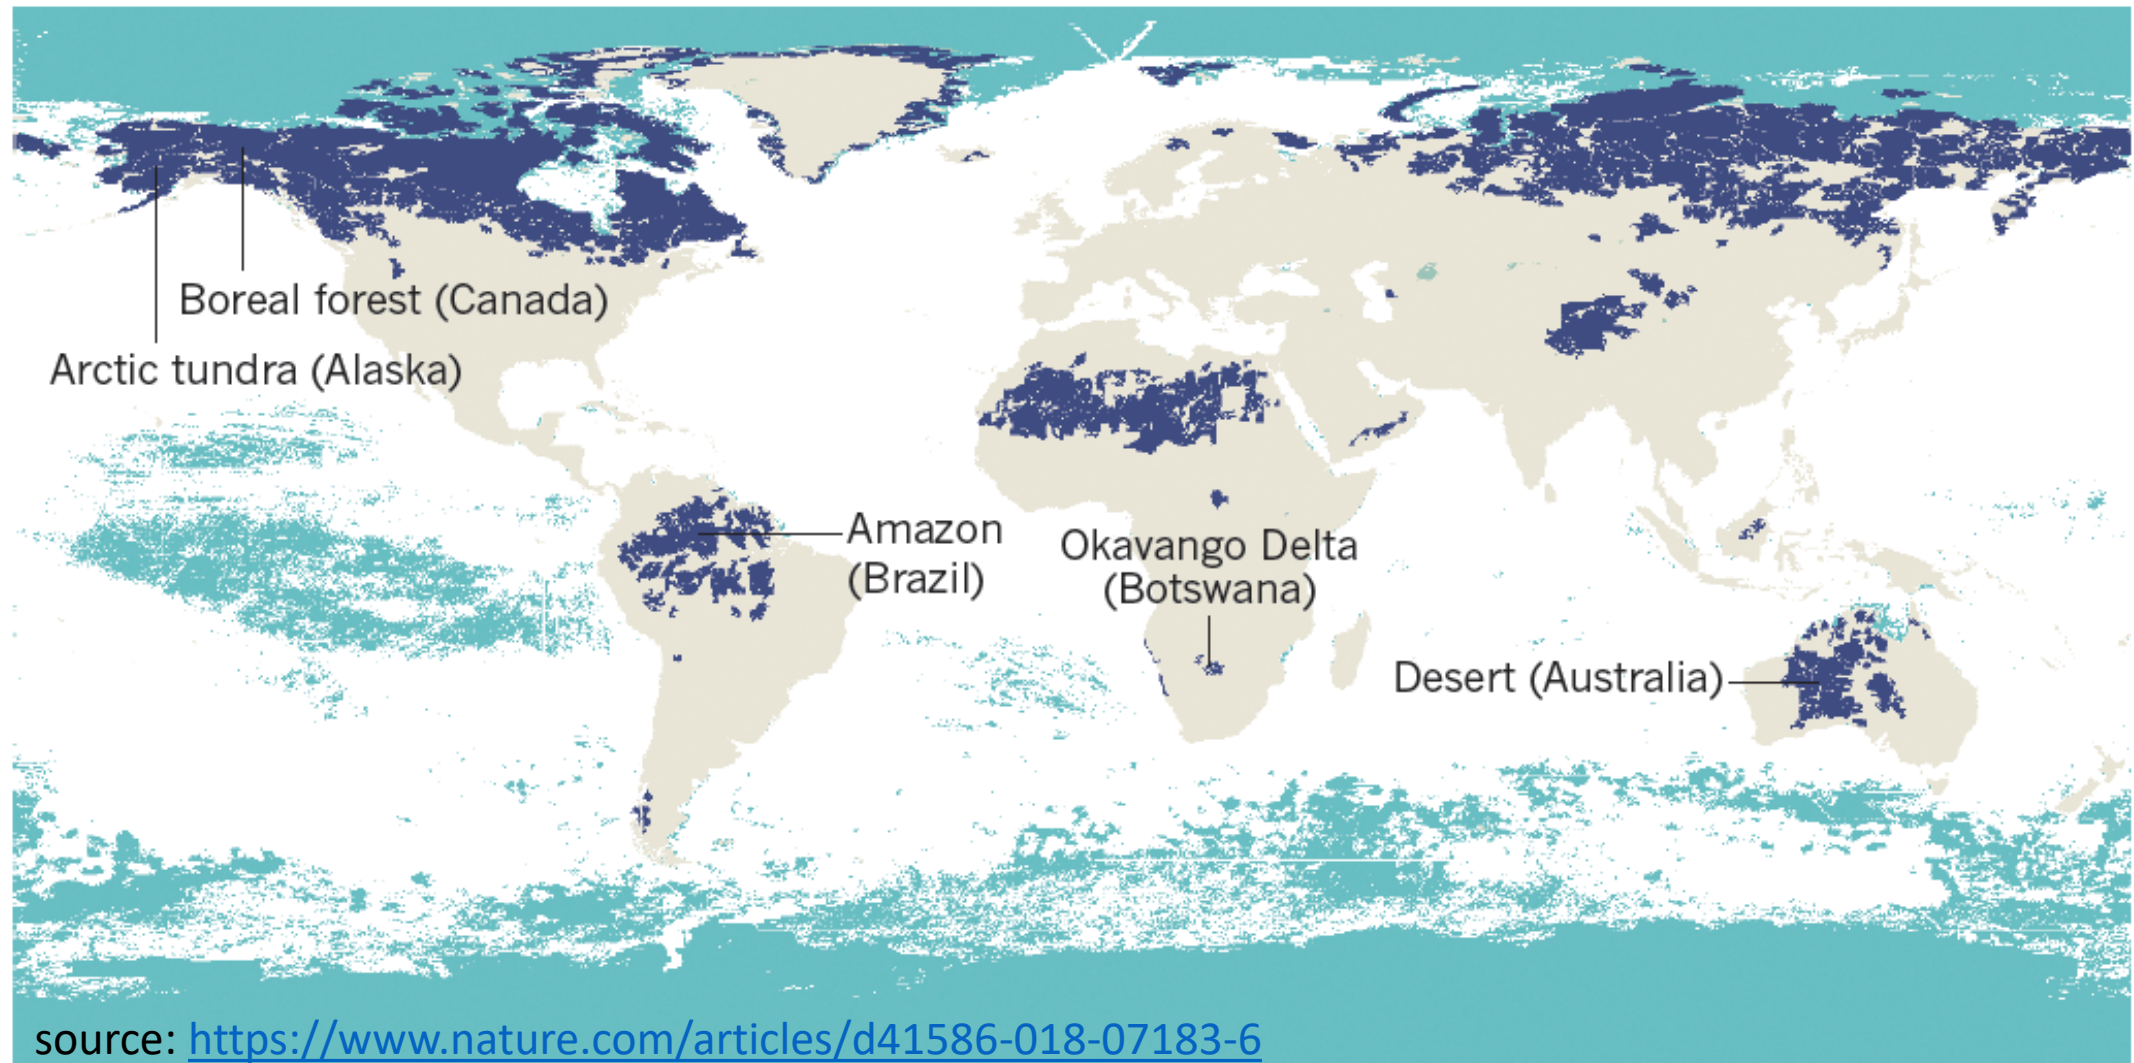 Boreal forest (Canada)
Arctic tundra (Alaska)
Amazon
(Brazil)
Okavango Delta
(Botswana)
Desert (Australia)
source: https://www.nature.com/articles/d41586-018-07183-6